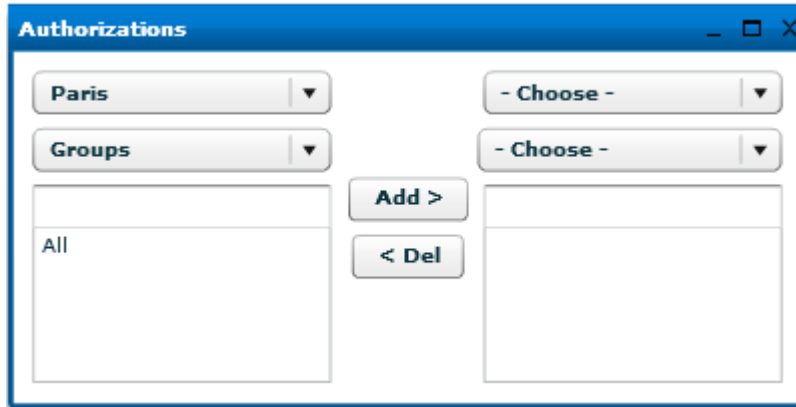 Authorizations
Paris
- Choose -
Groups
- Choose -
Add >
All
< Del